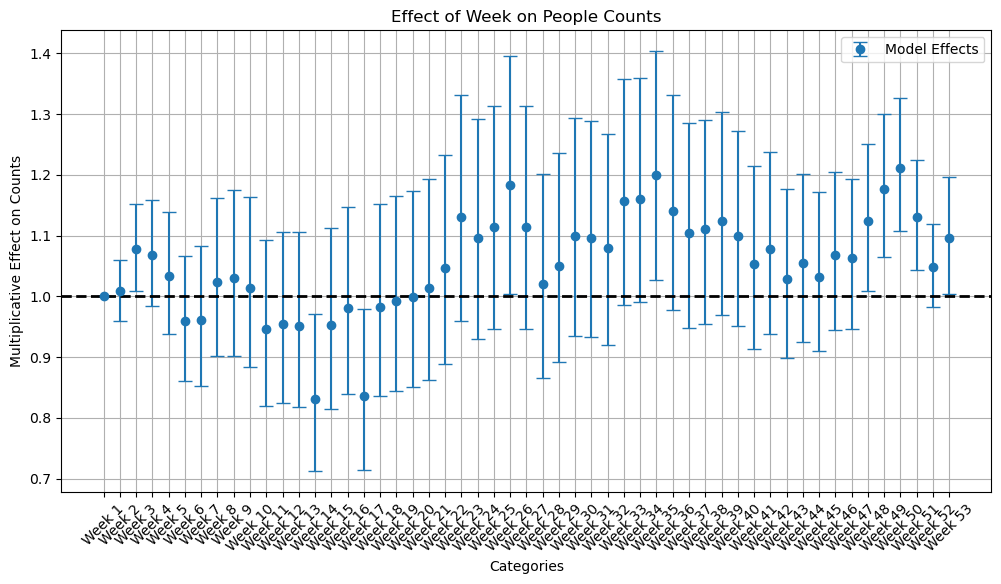 Effect of Week on People Counts
Model Effects
1.4
1.3
1.2
1.1
1.0
0.9
0.8
0.7
Multiplicative Effect on Counts
Week 1
Week 2
Week 3
Week 4
Week 5
Week 6
Week 7
Week 8
Week 9
Week 10
Week 11
Week 12
Week 13
Week 14
Week 15
Week 16
Week 17
Week 18
Week 19
Week 20
Week 21
Week 22
Week 23
Week 24
Week 25
Week 26
Week 27
Week 28
Week 29
Week 30
Week 31
Week 32
Week 33
Week 34
Week 35
Week 36
Week 37
Week 38
Week 39
Week 40
Week 41
Week 42
Week 43
Week 44
Week 45
Week 46
Week 47
Week 48
Week 49
Week 50
Week 51
Week 52
Week 53
Categories